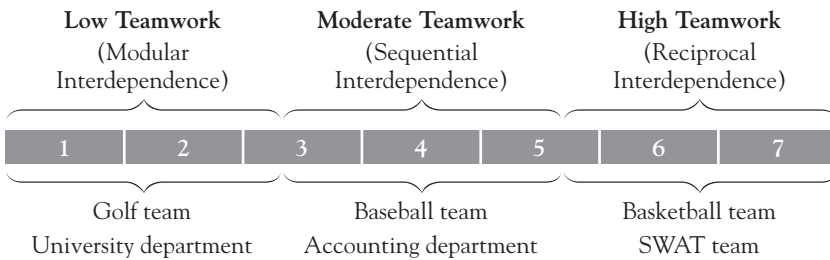 Low Teamwork
(Modular
Interdependence)
Moderate Teamwork
(Sequential
Interdependence)
High Teamwork
(Reciprocal
Interdependence)
1 2 3 4 5 6 7
Golf team
University department
Baseball team
Accounting department
Basketball team
SWAT team